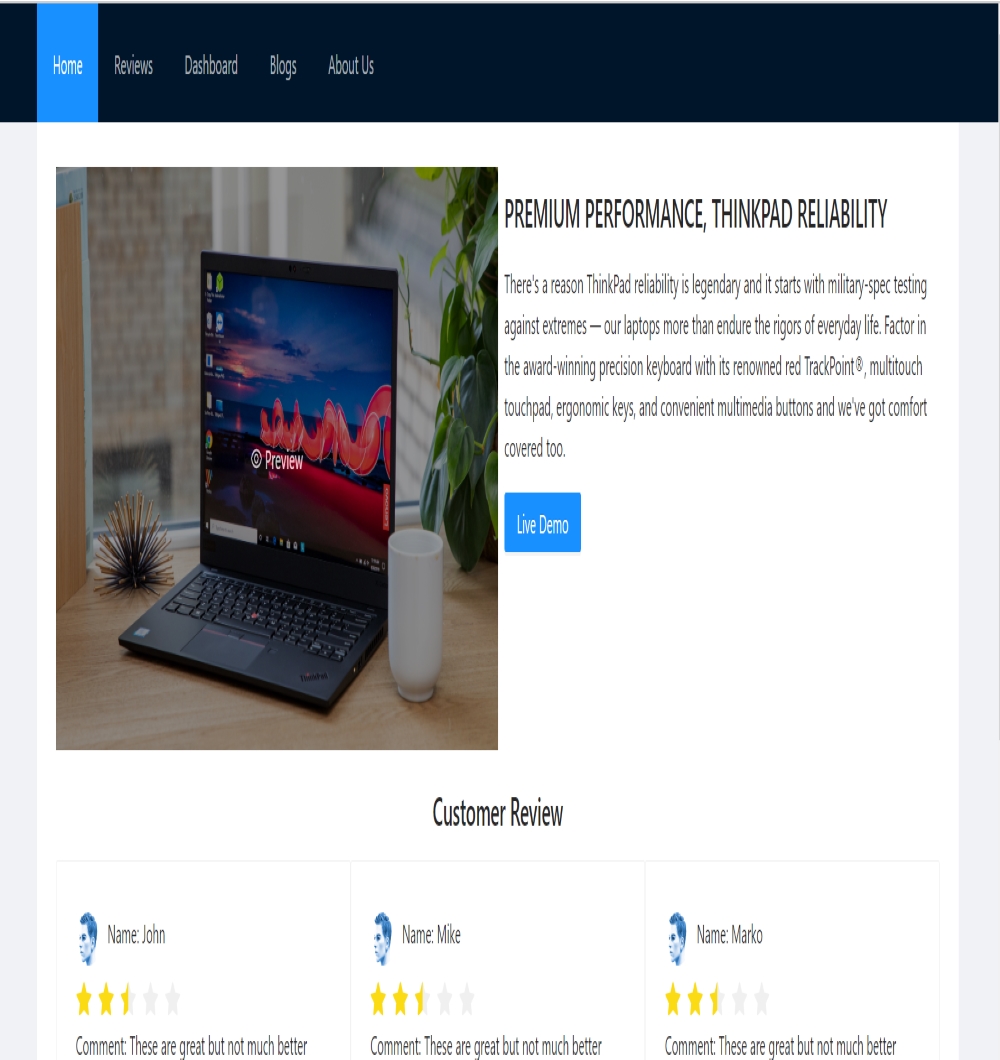 Home Reviews Dashboard Blogs About Us
PREMIUM PERFORMANCE, THINKPAD RELIABILITY
There's a reason ThinkPad reliability is legendary and it starts with military-spec testing
against extremes — our laptops more than endure the rigors of everyday life. Factor in
the award-winning precision keyboard with its renowned red TrackPoint®, multitouch
touchpad, ergonomic keys, and convenient multimedia buttons and we've got comfort
covered too.
Live Demo
Preview
Lenovo
ThinkPad
Customer Review
Name: John
Comment: These are great but not much better
Name: Mike
Comment: These are great but not much better
Name: Marko
Comment: These are great but not much better